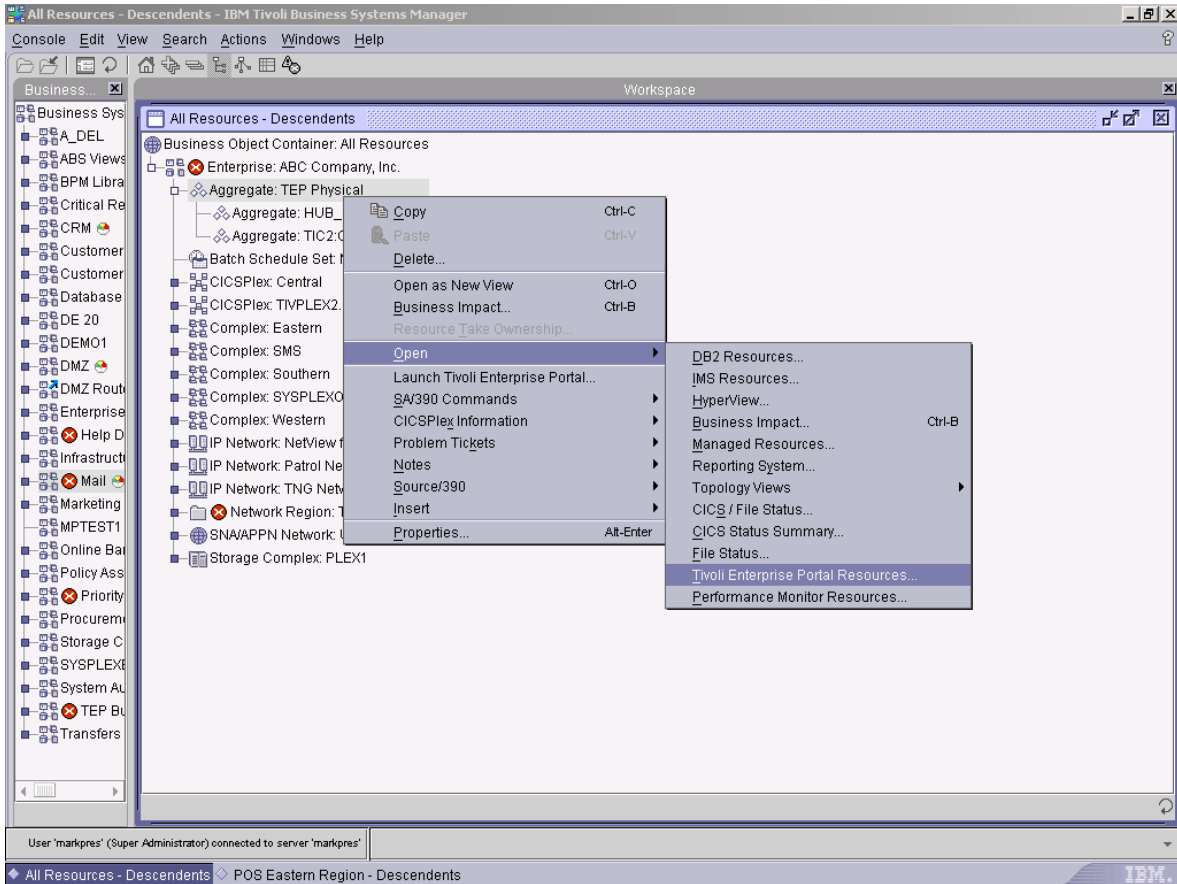 All Resources - Descendents - IBM Tivoli Business Systems Manager
Console Edit View Search Actions Windows Help
Business...
Workspace
Business Sys
A_DEL
ABS Views
BPM Libra
Critical Re
CRM
Customer
Customer
Database
DE 20
DEMO1
DMZ
DMZ Route
Enterprise
Help D
Infrastructu
Mail
Marketing
MPTEST1
Online Ba
Policy Ass
Priority
Procureme
Storage C
SYSPLEXE
System Au
TEP Bu
Transfers
All Resources - Descendents
Business Object Container: All Resources
Enterprise: ABC Company, Inc.
Aggregate: TEP Physical
Aggregate: HUB_
Aggregate: TIC2:C
Batch Schedule Set: N
CICSPlex: Central
CICSPlex: TIVPLEX2.
Complex: Eastern
Complex: SMS
Complex: Southern
Complex: SYSPLEXO
Complex: Western
IP Network: NetView f
IP Network: Patrol Ne
IP Network: TNG Netw
Network Region: T
SNA/APPN Network: U
Storage Complex: PLEX1
Copy Ctrl-C
Paste Ctrl-V
Delete...
Open as New View Ctrl-O
Business Impact... Ctrl-B
Resource Take Ownership...
Open
Launch Tivoli Enterprise Portal...
SA/390 Commands
CICSPlex Information
Problem Tickets
Notes
Source/390
Insert
Properties... Alt-Enter
DB2 Resources...
IMS Resources...
HyperView...
Business Impact... Ctrl-B
Managed Resources...
Reporting System...
Topology Views
CICS / File Status...
CICS Status Summary...
File Status...
Tivoli Enterprise Portal Resources...
Performance Monitor Resources...
User 'markpres' (Super Administrator) connected to server 'markpres'
All Resources - Descendents
POS Eastern Region - Descendents
IBM.